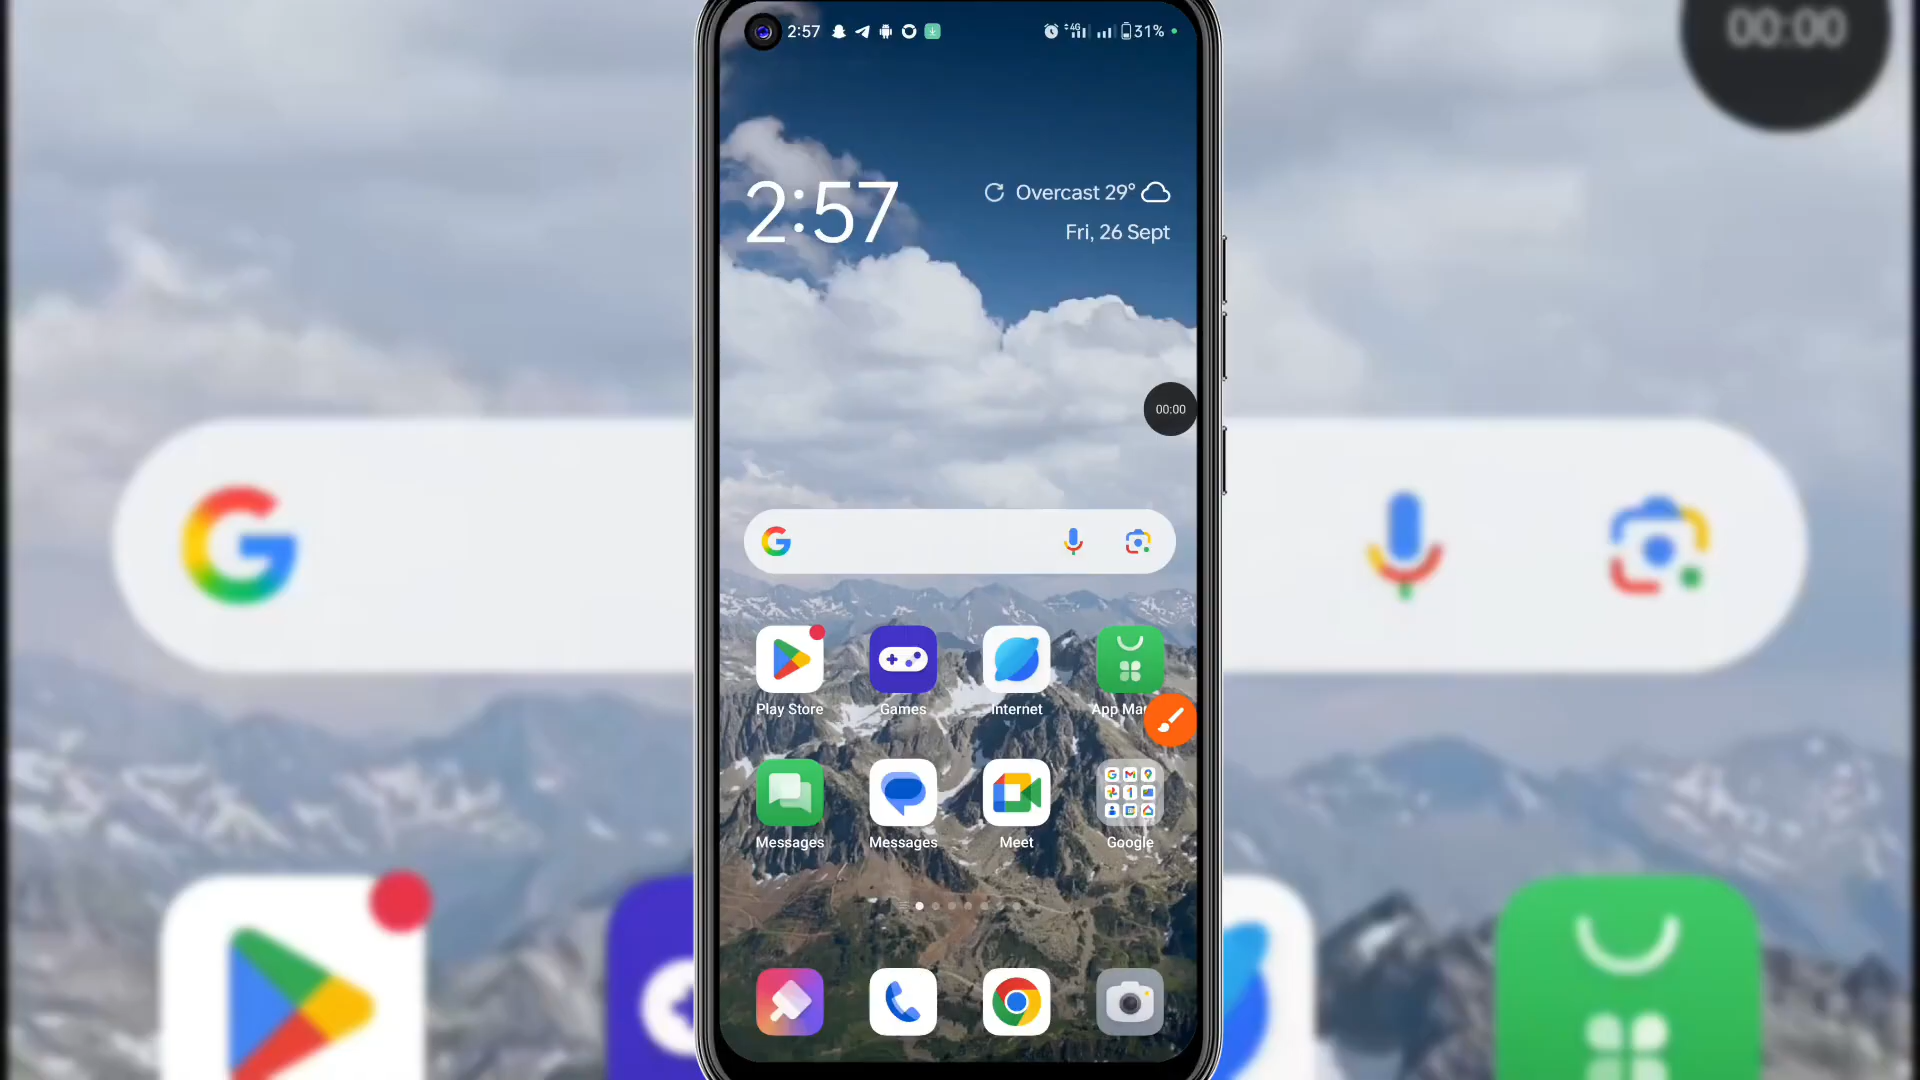 00:00
2:57
4G
31%
2:57
Overcast 29°
Fri, 26 Sept
00:00
Play Store
Games
Internet
App Ma
Messages
Messages
Meet
Google